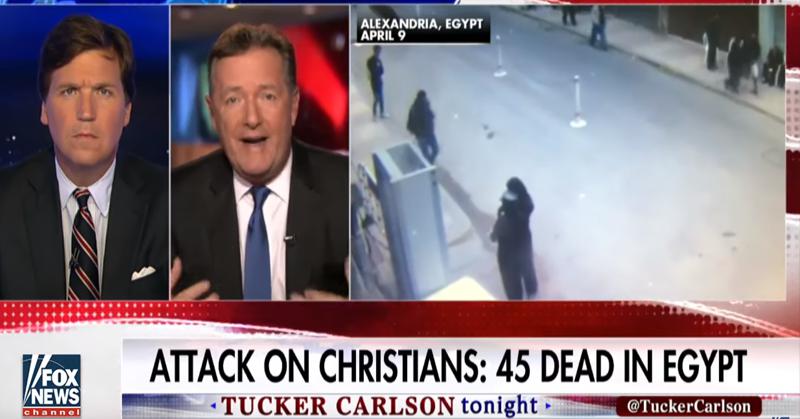 ALEXANDRIA, EGYPT
APRIL 9
ATTACK ON CHRISTIANS: 45 DEAD IN EGYPT
FOX
NEWS
channel
TUCKER CARLSON tonight
@TuckerCarlson